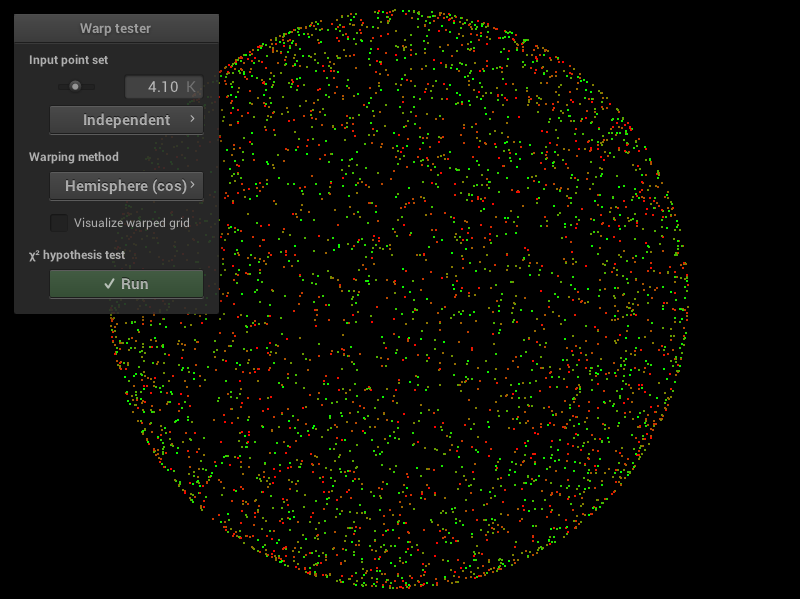 Warp tester
Input point set
4.10 K
Independent
Warping method
Hemisphere (cos)
Visualize warped grid
χ² hypothesis test
✓ Run